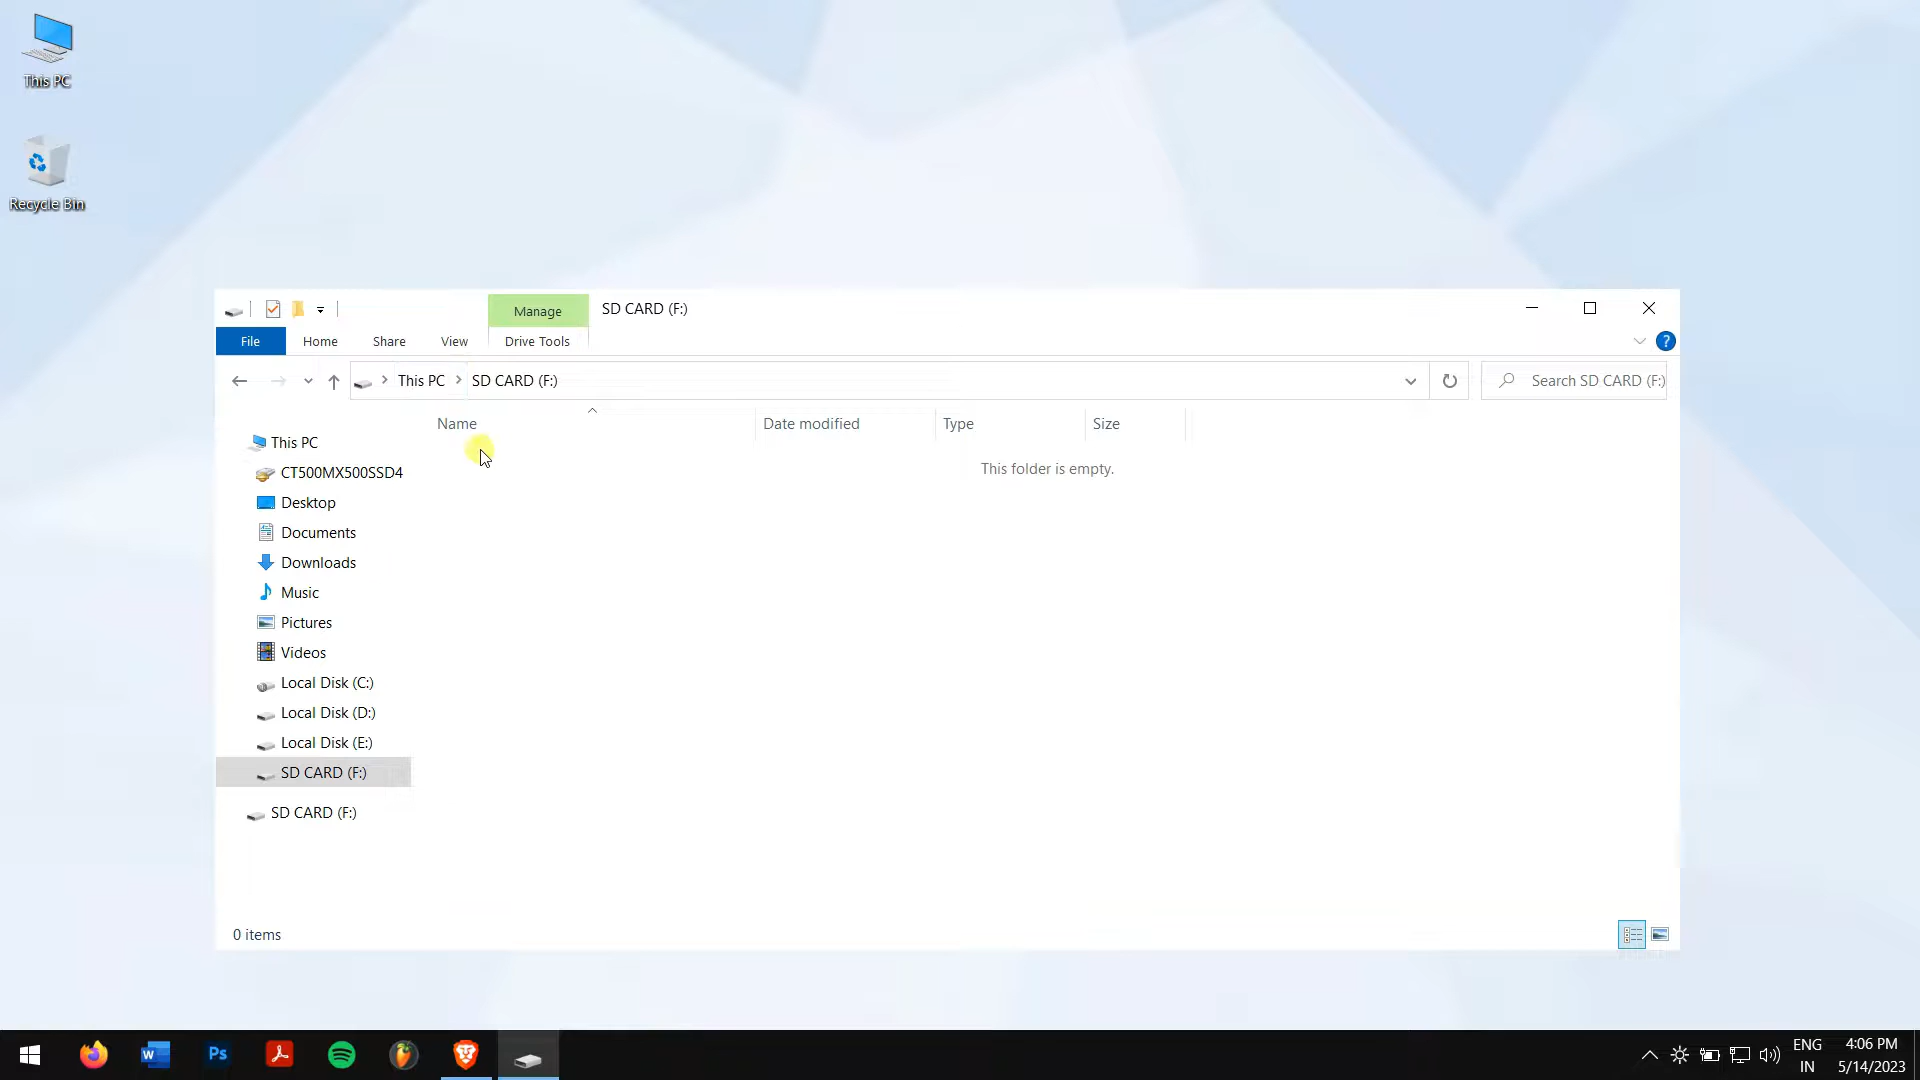 This PC
Recycle Bin
Manage
SD CARD (F:)
File
Home
Share
View
Drive Tools
?
This PC
SD CARD (F:)
Search SD CARD (F:)
Name
Date modified
Type
Size
This folder is empty.
This PC
CT500MX500SSD4
Desktop
Documents
Downloads
Music
Pictures
Videos
Local Disk (C:)
Local Disk (D:)
Local Disk (E:)
SD CARD (F:)
SD CARD (F:)
0 items
W
Ps
ENG
IN
4:06 PM
5/14/2023